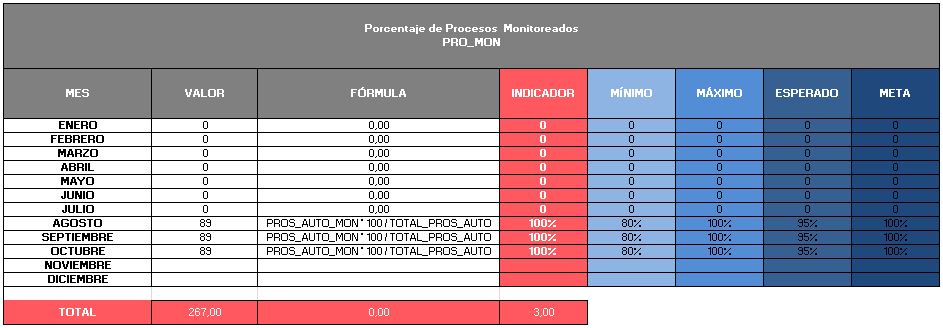 Porcentaje de Procesos Monitoreados
PRO_MON
MES VALOR FÓRMULA INDICADOR MÍNIMO MÁXIMO ESPERADO META
ENERO 0 0,00 0 0 0 0 0
FEBRERO 0 0,00 0 0 0 0 0
MARZO 0 0,00 0 0 0 0 0
ABRIL 0 0,00 0 0 0 0 0
MAYO 0 0,00 0 0 0 0 0
JUNIO 0 0,00 0 0 0 0 0
JULIO 0 0,00 0 0 0 0 0
AGOSTO 89 PROS_AUTO_MON * 100 / TOTAL_PROS_AUTO 100% 80% 100% 95% 100%
SEPTIEMBRE 89 PROS_AUTO_MON * 100 / TOTAL_PROS_AUTO 100% 80% 100% 95% 100%
OCTUBRE 89 PROS_AUTO_MON * 100 / TOTAL_PROS_AUTO 100% 80% 100% 95% 100%
NOVIEMBRE
DICIEMBRE
TOTAL 267,00 0,00 3,00